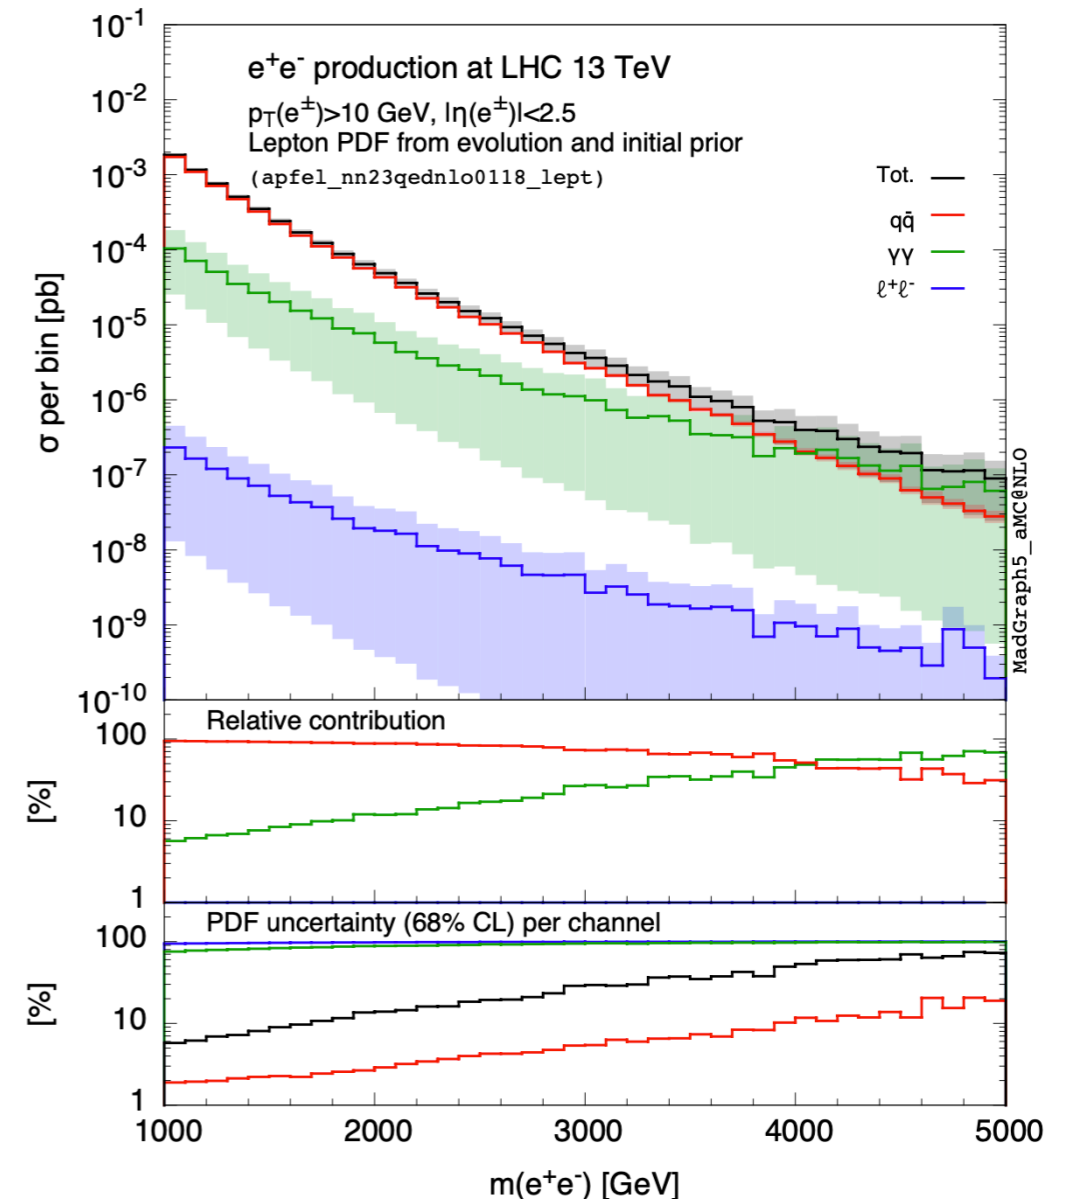 e⁺e⁻ production at LHC 13 TeV
p_T(e^±)>10 GeV, |η(e^±)|<2.5
Lepton PDF from evolution and initial prior
(apfel_nn23qednlo0118_lept)
Tot.
qq̄
γγ
ℓ⁺ℓ⁻
σ per bin [pb]
10⁻¹
10⁻²
10⁻³
10⁻⁴
10⁻⁵
10⁻⁶
10⁻⁷
10⁻⁸
10⁻⁹
10⁻¹⁰
MadGraph5_aMC@NLO
Relative contribution
[%]
100
10
1
PDF uncertainty (68% CL) per channel
[%]
100
10
1
1000 2000 3000 4000 5000
m(e⁺e⁻) [GeV]